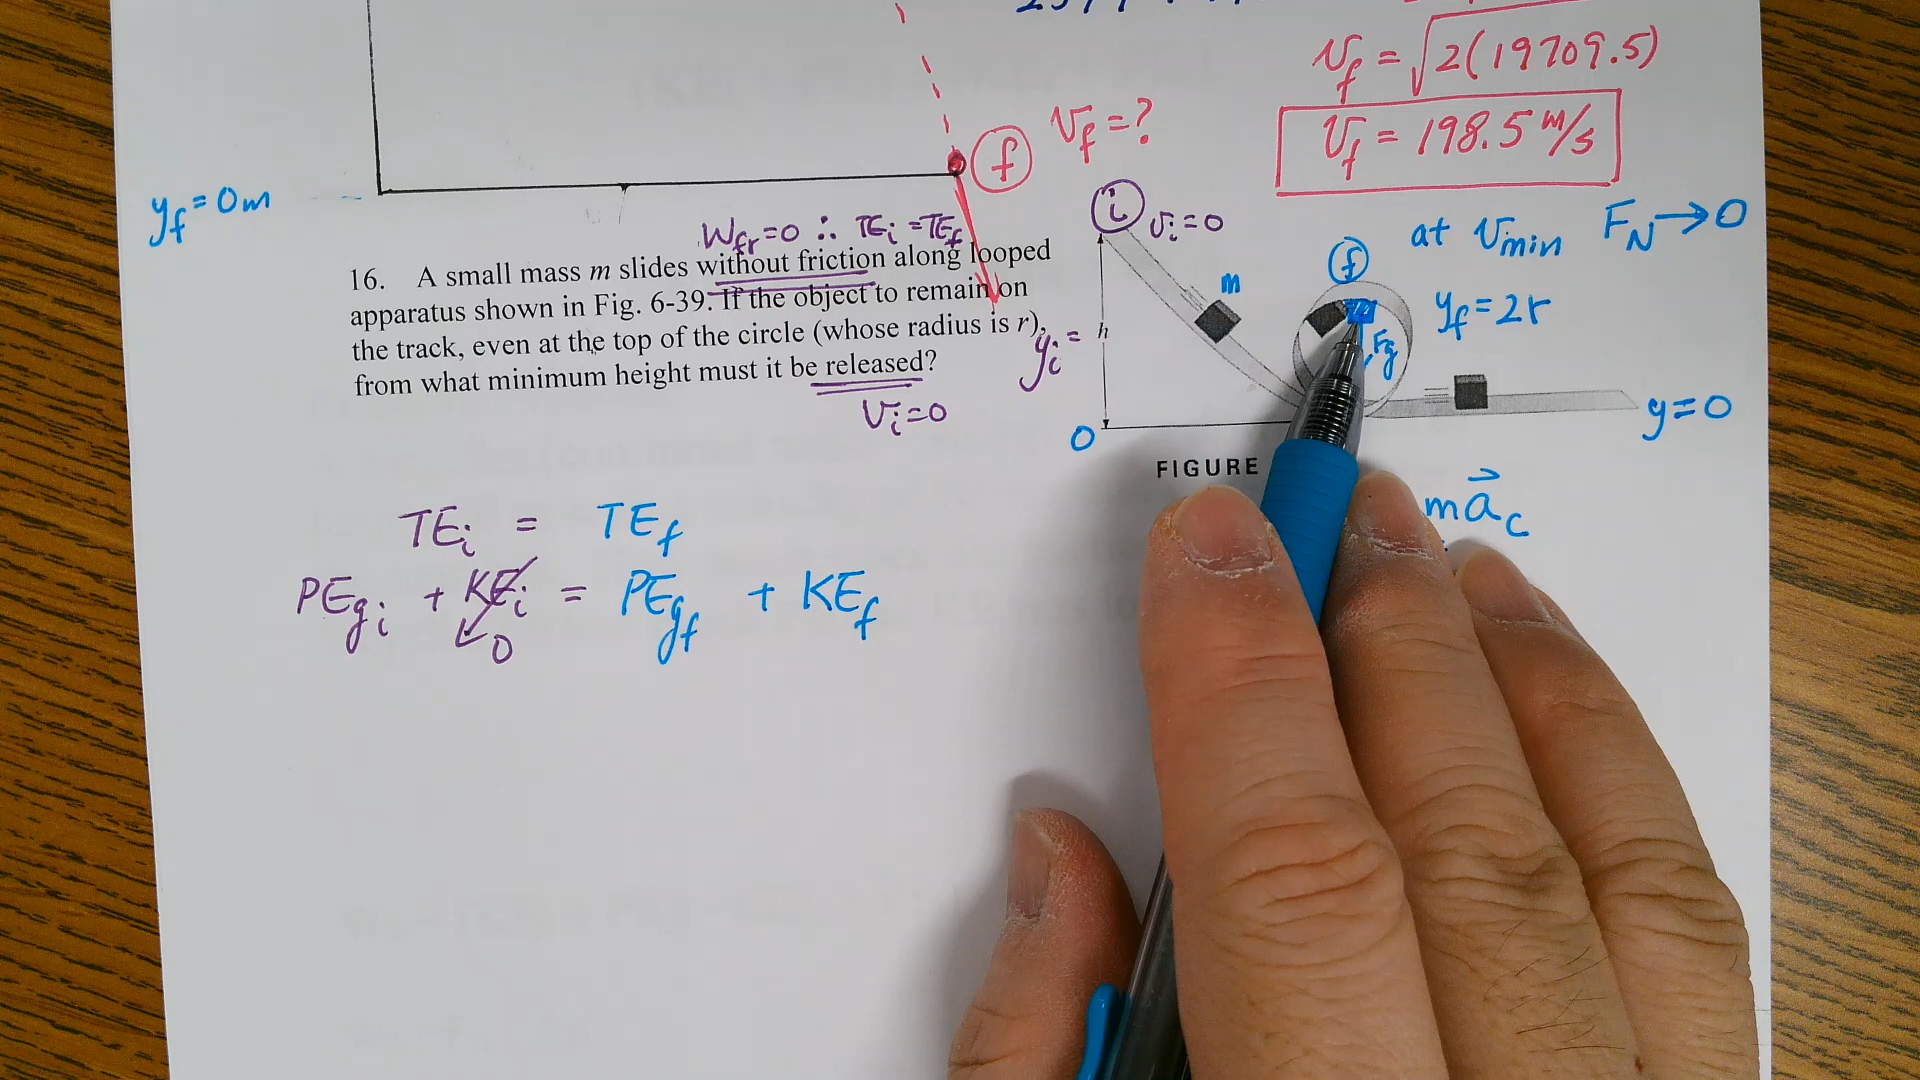 v_f = √2(19709.5)
v_f = ?
v_f = 198.5 m/s
f
y_f = 0m
W_fr = 0 ∴ TE_i = TE_f
16. A small mass m slides without friction along looped
apparatus shown in Fig. 6-39. If the object to remain on
the track, even at the top of the circle (whose radius is r),
from what minimum height must it be released?
v_i = 0
i
v_i = 0
at v_min F_N → 0
f
m
y_f = 2r
y_i = h
F_g
0
y = 0
FIGURE
ma⃗_c
TE_i = TE_f
PE_gi + KE_i = PE_gf + KE_f
0